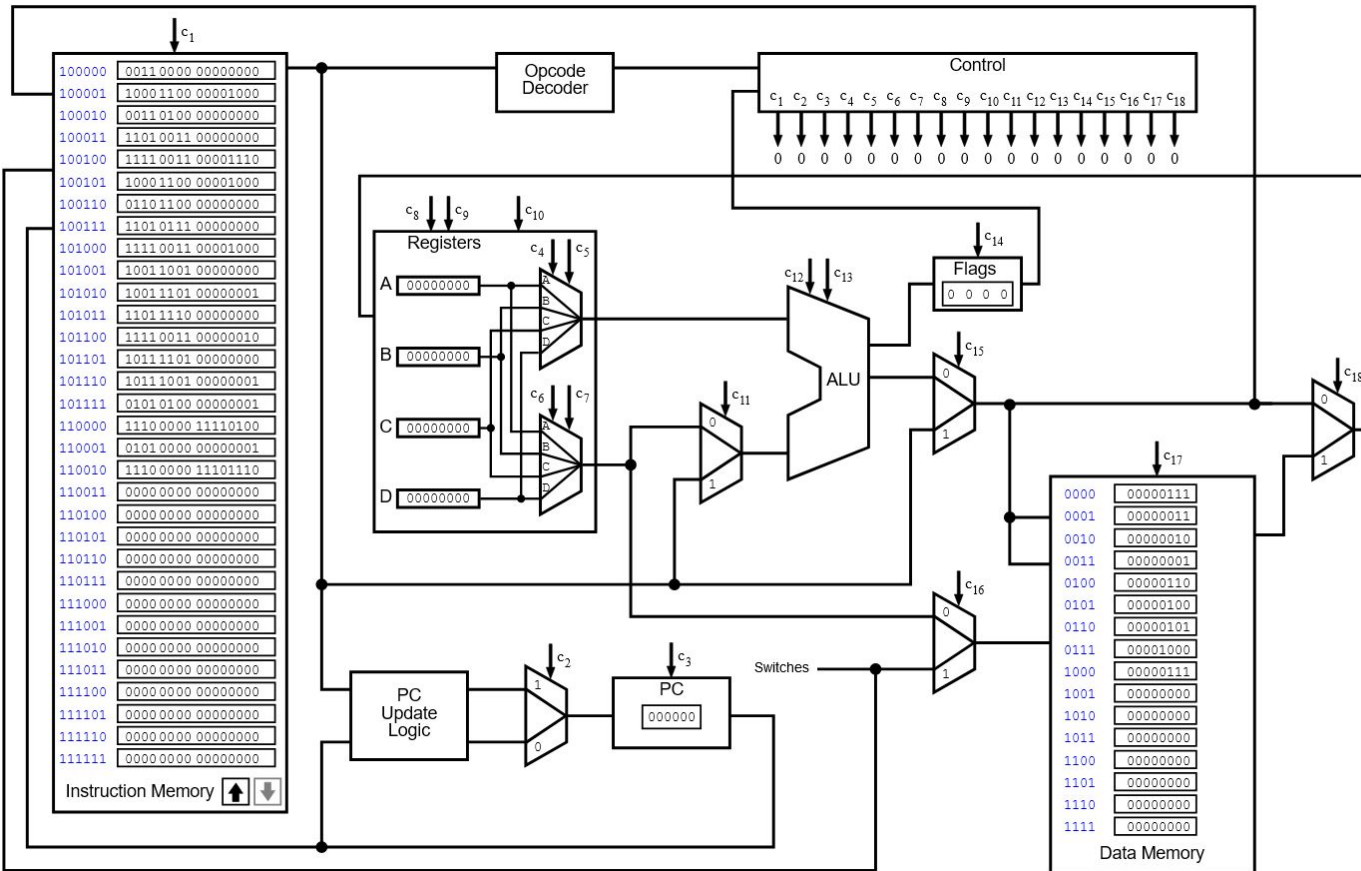 c1
100000 0011 0000 00000000
100001 1000 1100 00001000
100010 0011 0100 00000000
100011 1101 0011 00000000
100100 1111 0011 00001110
100101 1000 1100 00001000
100110 0110 1100 00000000
100111 1101 0111 00000000
101000 1111 0011 00001000
101001 1001 1001 00000000
101010 1001 1101 00000001
101011 1101 1110 00000000
101100 1111 0011 00000010
101101 1011 1101 00000000
101110 1011 1001 00000001
101111 0101 0100 00000001
110000 1110 0000 11110100
110001 0101 0000 00000001
110010 1110 0000 11101110
110011 0000 0000 00000000
110100 0000 0000 00000000
110101 0000 0000 00000000
110110 0000 0000 00000000
110111 0000 0000 00000000
111000 0000 0000 00000000
111001 0000 0000 00000000
111010 0000 0000 00000000
111011 0000 0000 00000000
111100 0000 0000 00000000
111101 0000 0000 00000000
111110 0000 0000 00000000
111111 0000 0000 00000000
Instruction Memory
Opcode
Decoder
Control
c1 c2 c3 c4 c5 c6 c7 c8 c9 c10 c11 c12 c13 c14 c15 c16 c17 c18
0 0 0 0 0 0 0 0 0 0 0 0 0 0 0 0 0 0
c8 c9 c10
Registers
c4 c5
A 00000000
B 00000000
C 00000000
D 00000000
A
B
C
D
c6 c7
A
B
C
D
c11
0
1
c12 c13
ALU
c14
Flags
0 0 0 0
c15
0
1
c18
0
1
c16
0
1
Switches
PC
Update
Logic
c2
1
0
c3
PC
000000
c17
0000 00000111
0001 00000011
0010 00000010
0011 00000001
0100 00000110
0101 00000100
0110 00000101
0111 00001000
1000 00000111
1001 00000000
1010 00000000
1011 00000000
1100 00000000
1101 00000000
1110 00000000
1111 00000000
Data Memory